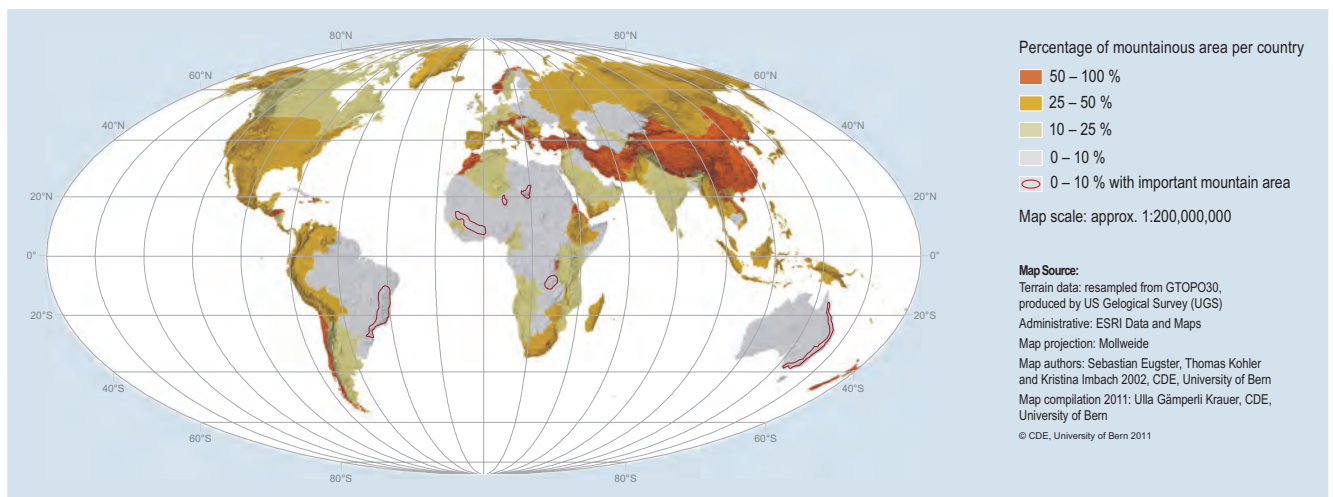 80°N
80°N
60°N
60°N
40°N
40°N
20°N
20°N
0°
0°
20°S
20°S
40°S
40°S
60°S
60°S
80°S
80°S
Percentage of mountainous area per country
50 – 100 %
25 – 50 %
10 – 25 %
0 – 10 %
0 – 10 % with important mountain area
Map scale: approx. 1:200,000,000
Map Source:
Terrain data: resampled from GTOPO30,
produced by US Gelogical Survey (UGS)
Administrative: ESRI Data and Maps
Map projection: Mollweide
Map authors: Sebastian Eugster, Thomas Kohler
and Kristina Imbach 2002, CDE, University of Bern
Map compilation 2011: Ulla Gämperli Krauer, CDE,
University of Bern
© CDE, University of Bern 2011